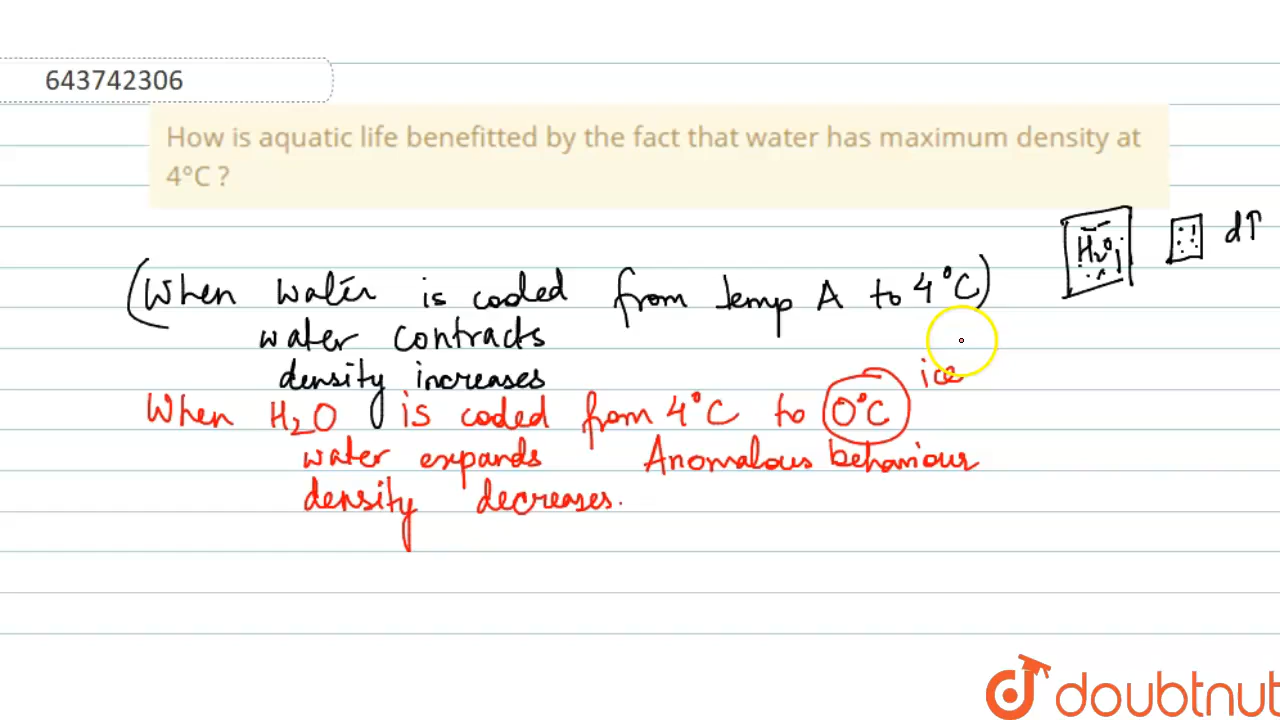 643742306
How is aquatic life benefitted by the fact that water has maximum density at
4°C ?
(When water is cooled from temp A to 4°C)
water contracts
density increases
When H₂O is cooled from 4°C to 0°C ice
water expands Anomalous behaviour
density decreases.
H₂O
d↑
doubtnut